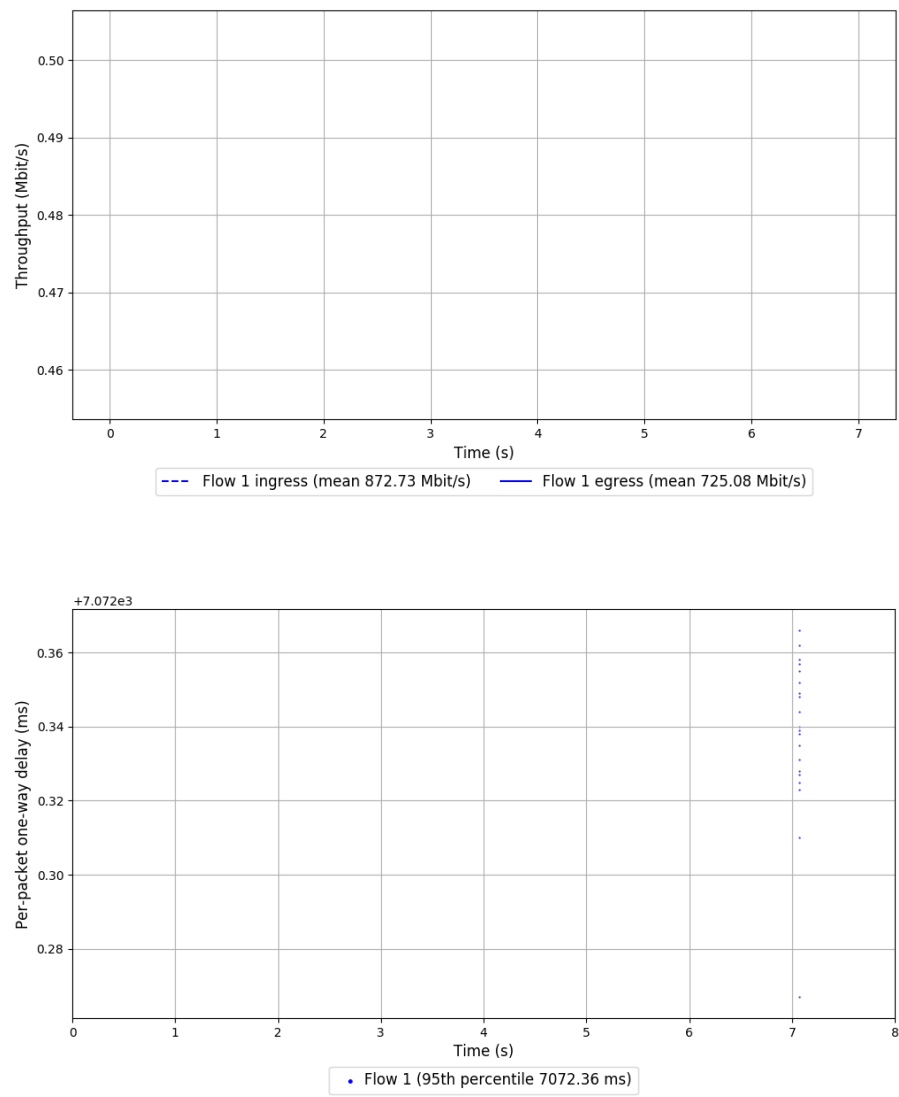 0.50
0.49
0.48
0.47
0.46
Throughput (Mbit/s)
0 1 2 3 4 5 6 7
Time (s)
Flow 1 ingress (mean 872.73 Mbit/s) Flow 1 egress (mean 725.08 Mbit/s)
+7.072e3
0.36
0.34
0.32
0.30
0.28
Per-packet one-way delay (ms)
0 1 2 3 4 5 6 7 8
Time (s)
Flow 1 (95th percentile 7072.36 ms)